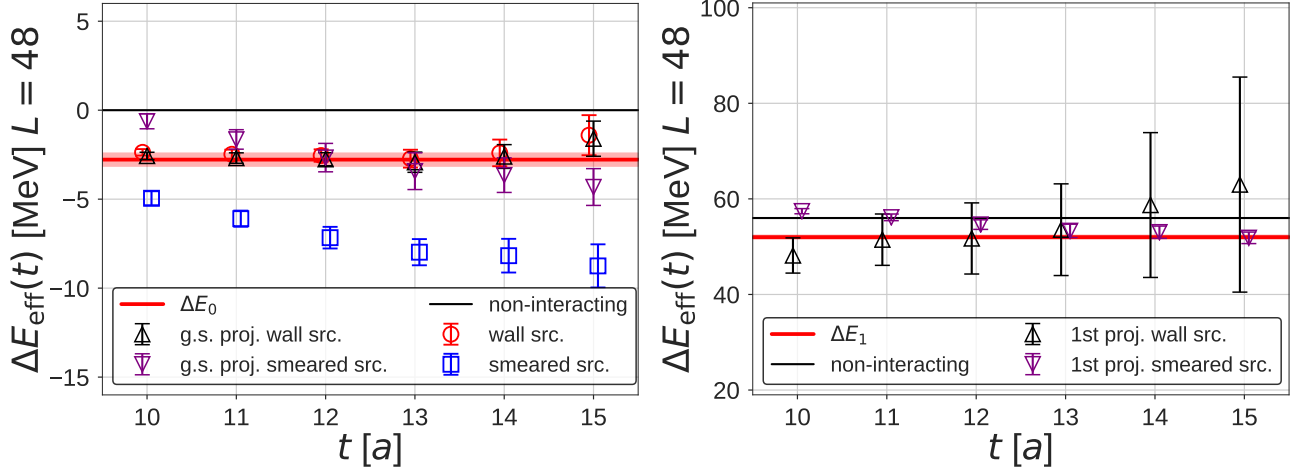 ΔE_eff(t) [MeV] L = 48
5
0
−5
−10
−15
ΔE₀
g.s. proj. wall src.
g.s. proj. smeared src.
non-interacting
wall src.
smeared src.
10 11 12 13 14 15
t [a]
ΔE_eff(t) [MeV] L = 48
100
80
60
40
20
ΔE₁
non-interacting
1st proj. wall src.
1st proj. smeared src.
10 11 12 13 14 15
t [a]